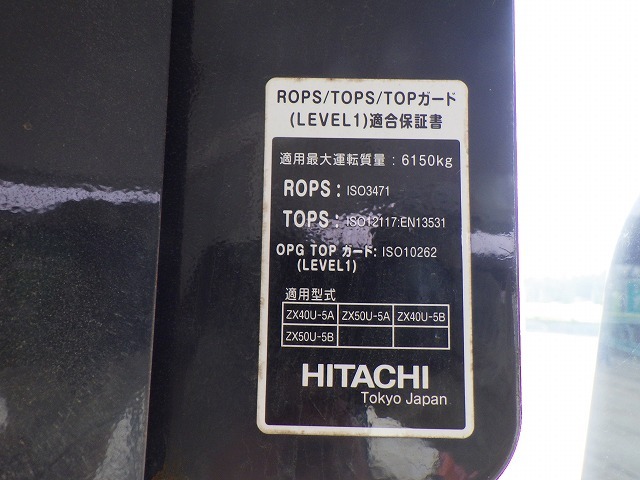 ROPS/TOPS/TOPガード
(LEVEL1)適合保証書
適用最大運転質量：6150kg
ROPS：ISO3471
TOPS：ISO12117:EN13531
OPG TOP ガード：ISO10262
(LEVEL1)
適用型式
ZX40U-5A ZX50U-5A ZX40U-5B
ZX50U-5B
HITACHI
Tokyo Japan